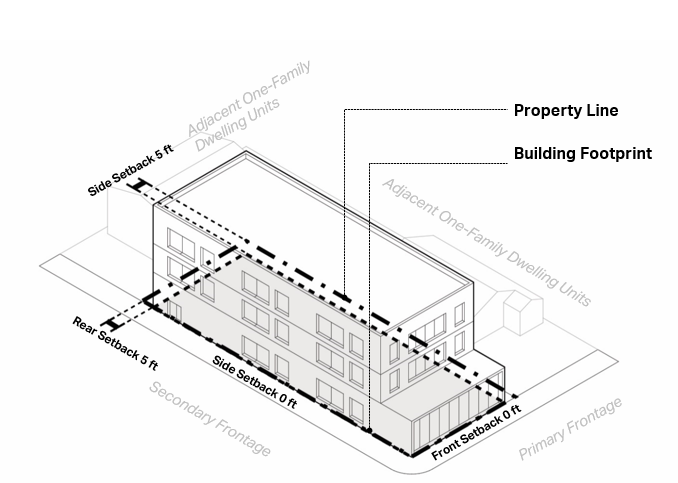 Adjacent One-Family
Dwelling Units
Property Line
Building Footprint
Side Setback 5 ft
Adjacent One-Family Dwelling Units
Rear Setback 5 ft
Side Setback 0 ft
Secondary Frontage
Front Setback 0 ft
Primary Frontage